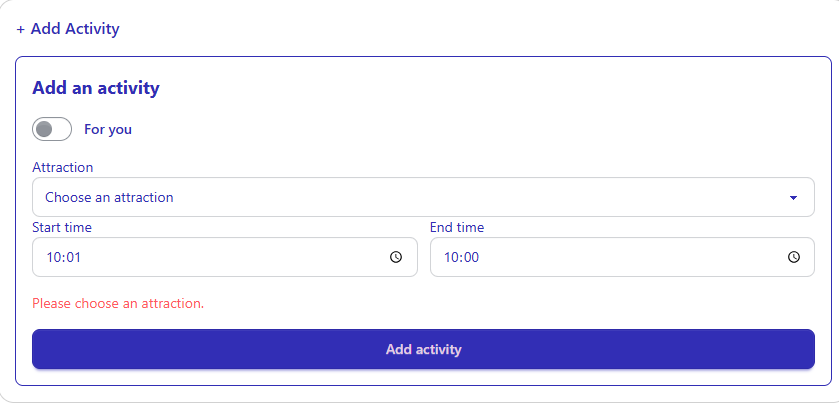 + Add Activity
Add an activity
For you
Attraction
Choose an attraction
Start time End time
10:01 10:00
Please choose an attraction.
Add activity